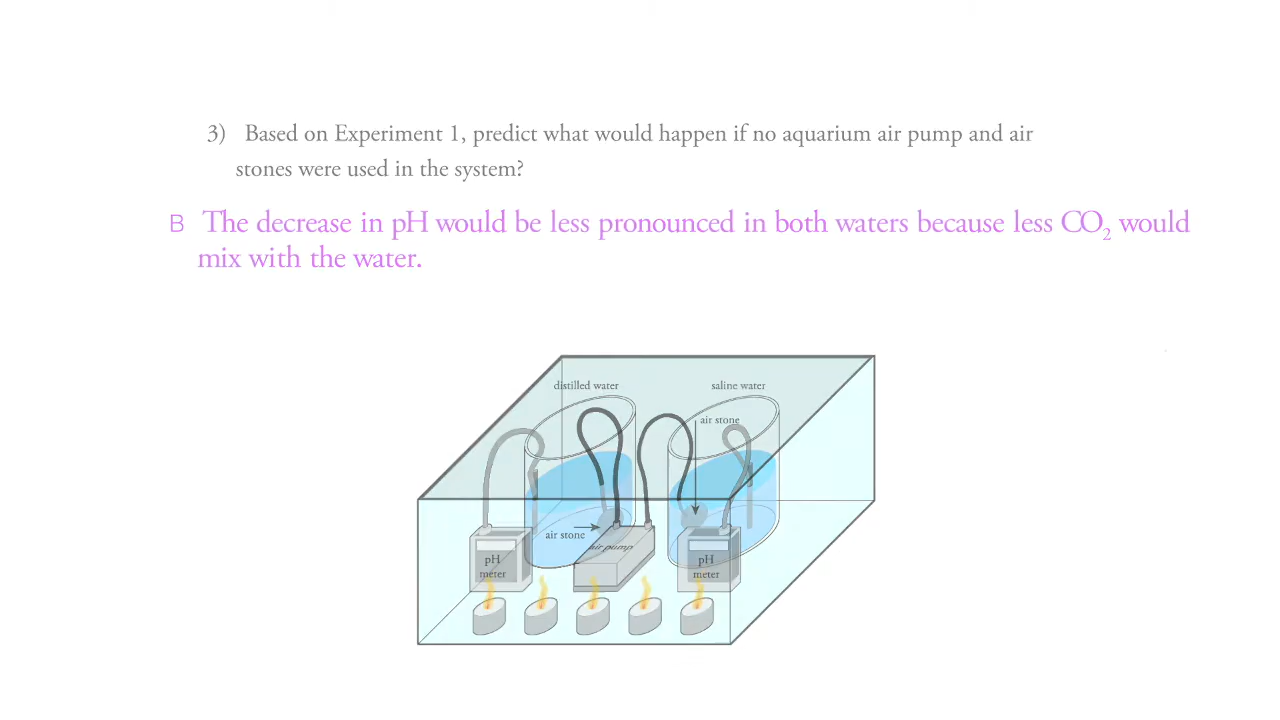 3) Based on Experiment 1, predict what would happen if no aquarium air pump and air
stones were used in the system?
B The decrease in pH would be less pronounced in both waters because less CO₂ would
mix with the water.
distilled water
saline water
air stone
air stone
air pump
pH
meter
pH
meter